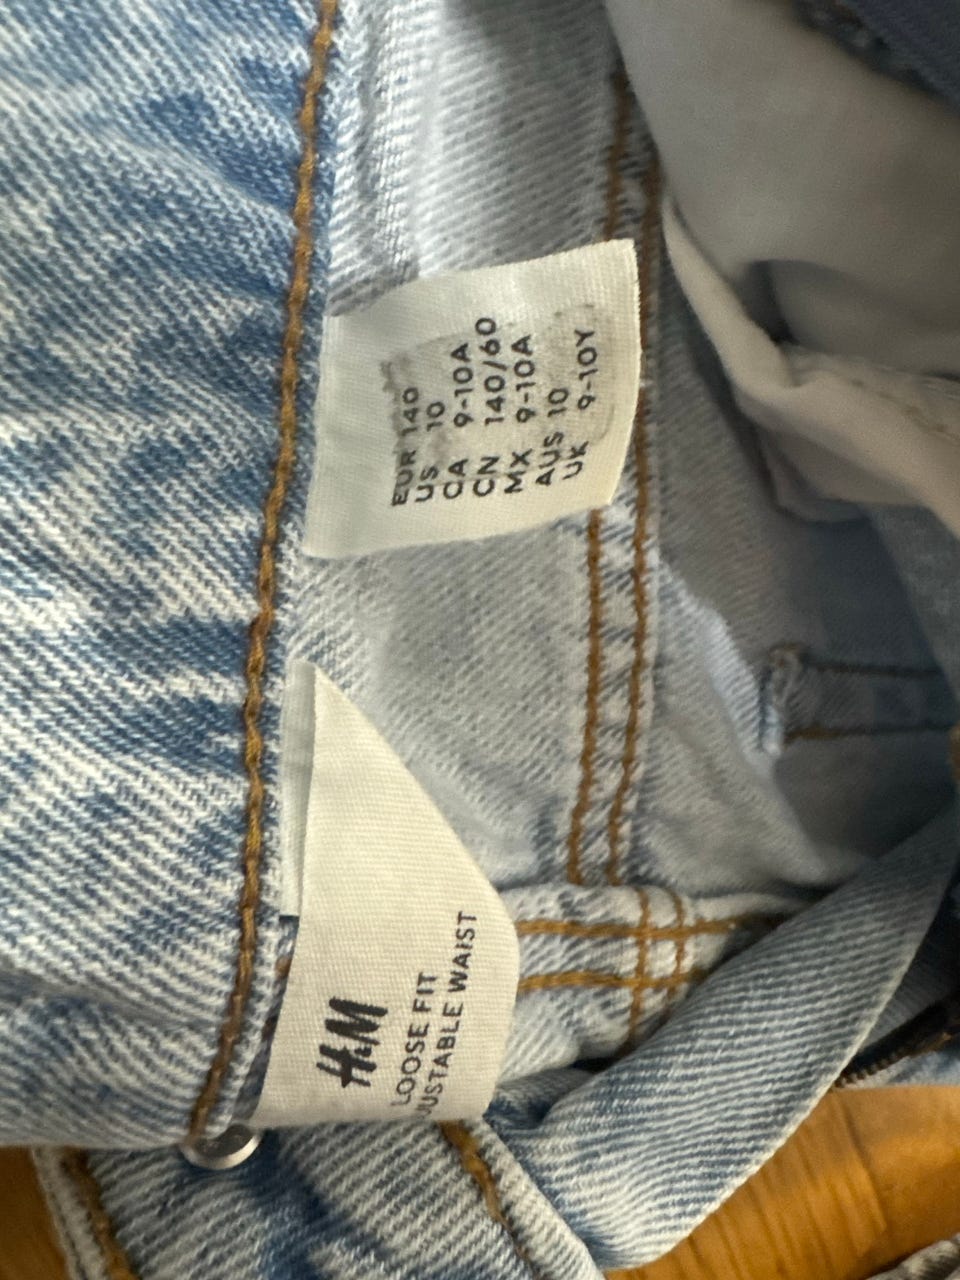 EUR 140
US 10
CA 9-10A
CN 140/60
MX 9-10A
AUS 10
UK 9-10Y
H&M
LOOSE FIT
WAIST